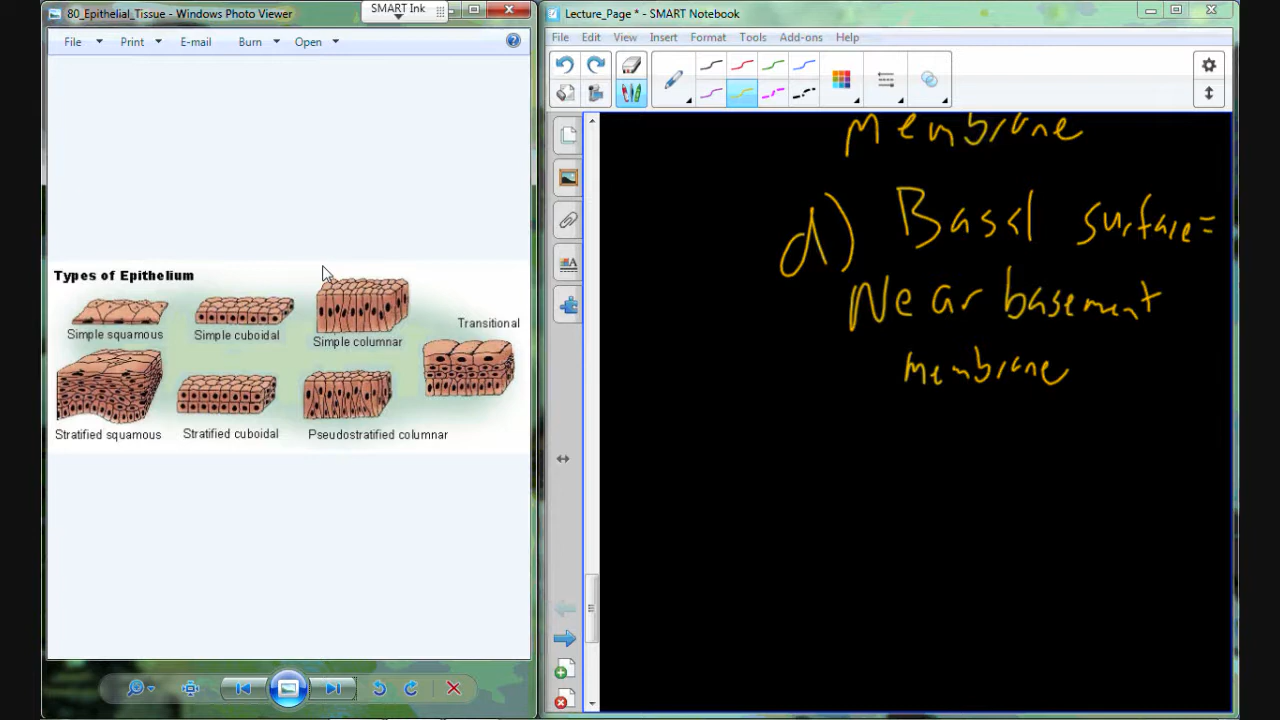 80_Epithelial_Tissue - Windows Photo Viewer
SMART Ink
File Print E-mail Burn Open
Types of Epithelium
Simple squamous
Simple cuboidal
Simple columnar
Transitional
Stratified squamous
Stratified cuboidal
Pseudostratified columnar
Lecture_Page * - SMART Notebook
File Edit View Insert Format Tools Add-ons Help
Membrane
d) Basal surface=
Near basement
membrane